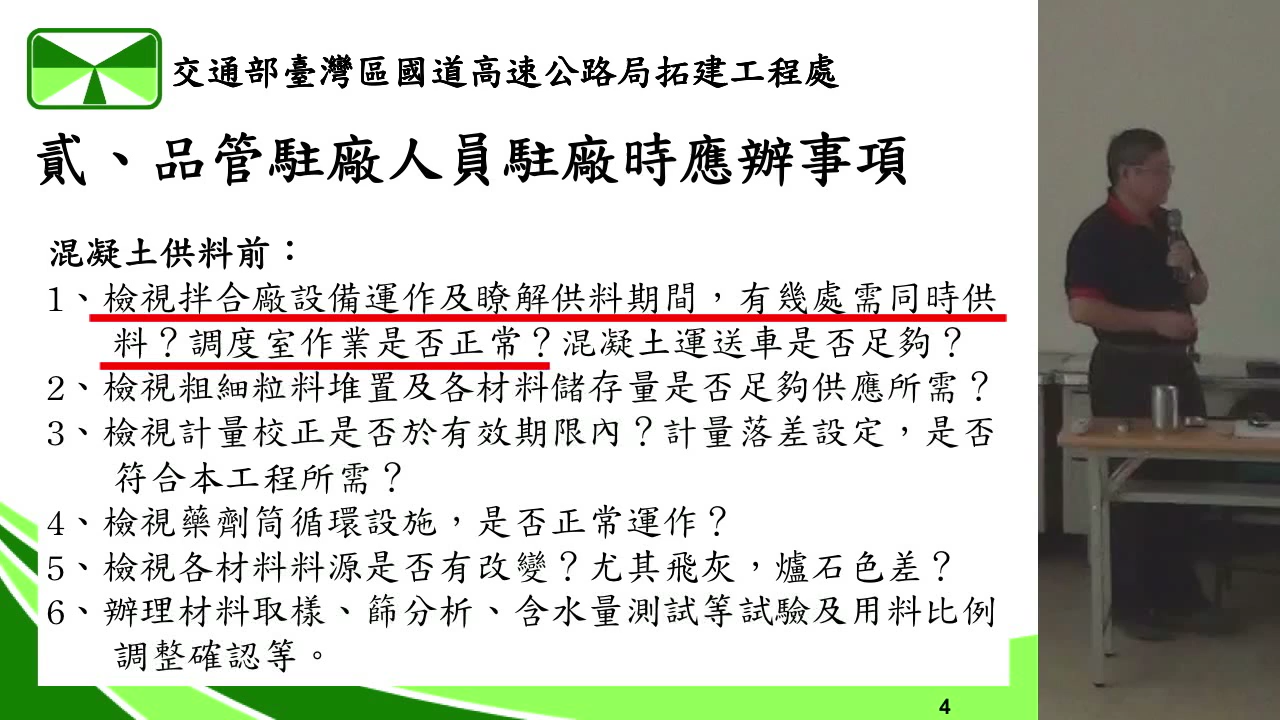 交通部臺灣區國道高速公路局拓建工程處
貳、品管駐廠人員駐廠時應辦事項
混凝土供料前：
1、檢視拌合廠設備運作及瞭解供料期間，有幾處需同時供
料？調度室作業是否正常？混凝土運送車是否足夠？
2、檢視粗細粒料堆置及各材料儲存量是否足夠供應所需？
3、檢視計量校正是否於有效期限內？計量落差設定，是否
符合本工程所需？
4、檢視藥劑筒循環設施，是否正常運作？
5、檢視各材料料源是否有改變？尤其飛灰，爐石色差？
6、辦理材料取樣、篩分析、含水量測試等試驗及用料比例
調整確認等。
4